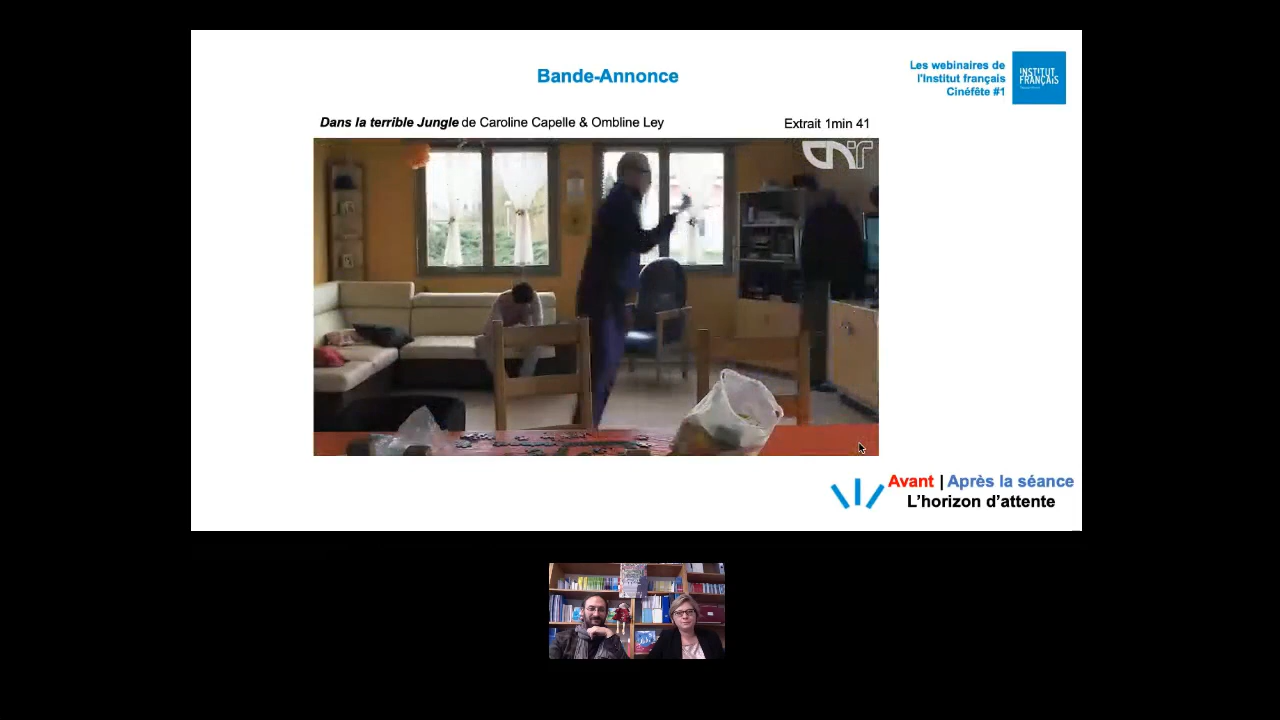 Bande-Annonce
Les webinaires de
l'Institut français
Cinéfête #1
INSTITUT
FRANÇAIS
Dans la terrible Jungle de Caroline Capelle & Ombline Ley
Extrait 1min 41
Avant | Après la séance
L'horizon d'attente